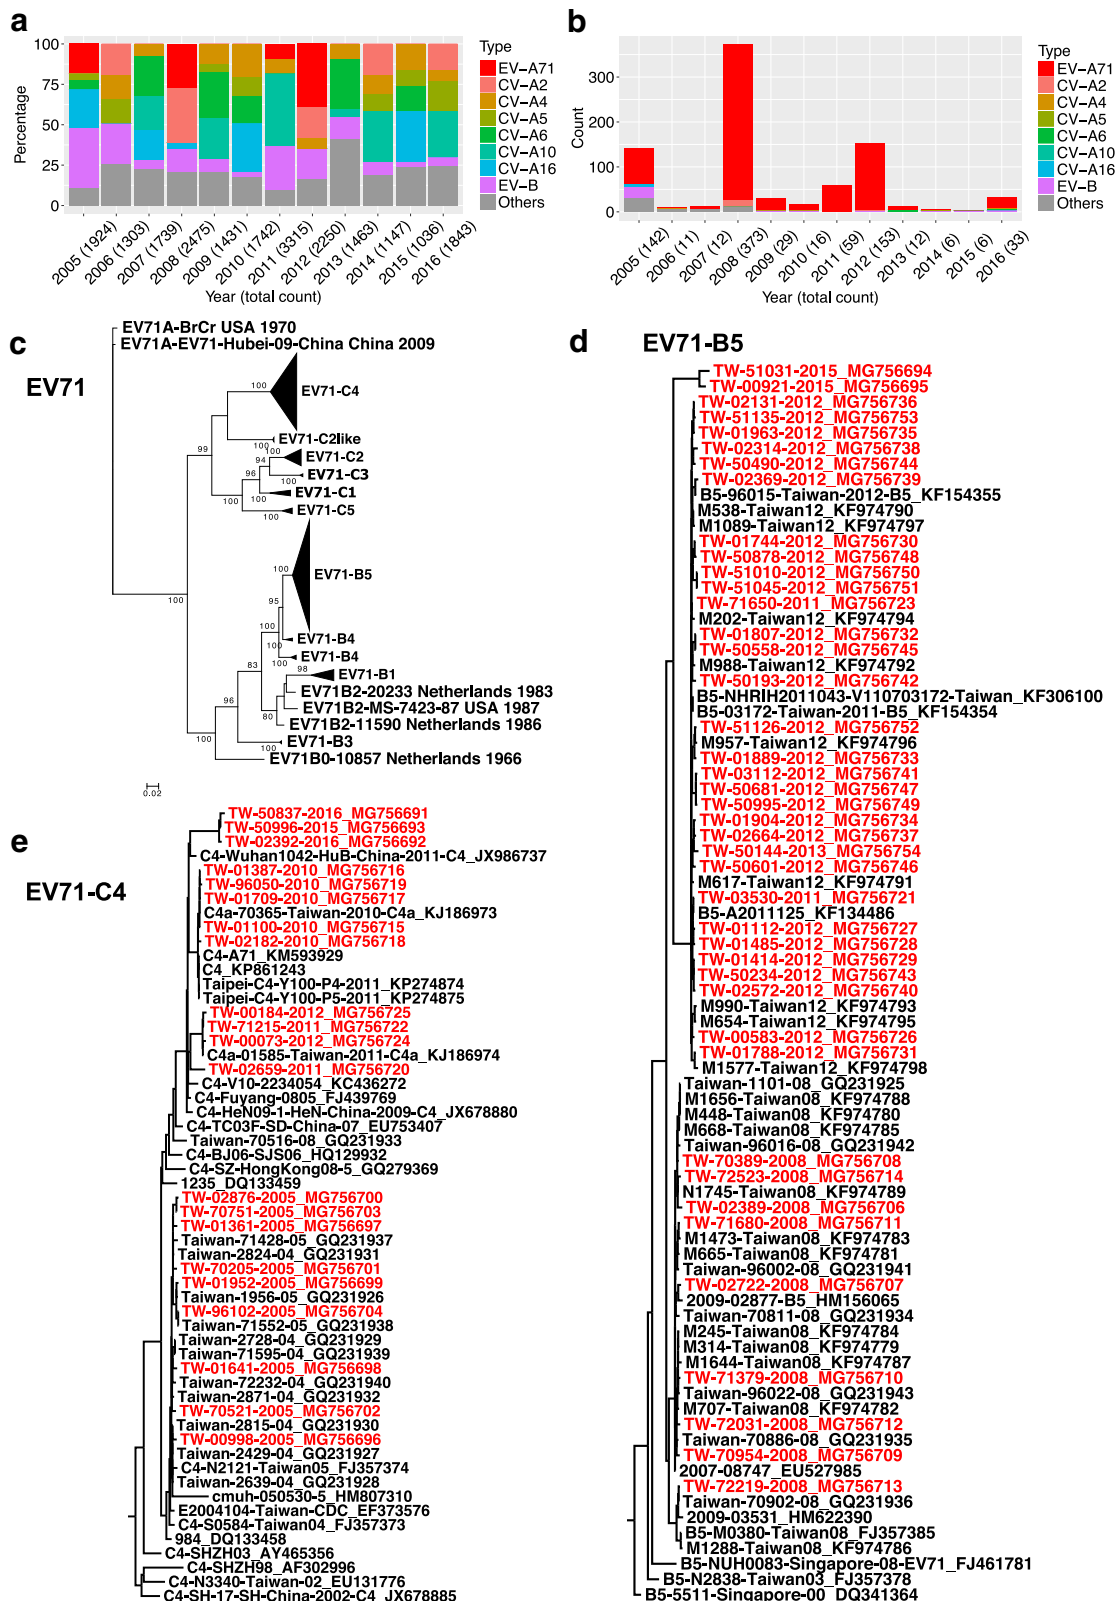 a
100
75
50
25
0
Percentage
2005 (1924)
2006 (1303)
2007 (1739)
2008 (2475)
2009 (1431)
2010 (1742)
2011 (3315)
2012 (2250)
2013 (1463)
2014 (1147)
2015 (1036)
2016 (1843)
Year (total count)
Type
EV−A71
CV−A2
CV−A4
CV−A5
CV−A6
CV−A10
CV−A16
EV−B
Others
b
300
200
100
0
Count
2005 (142)
2006 (11)
2007 (12)
2008 (373)
2009 (29)
2010 (16)
2011 (59)
2012 (153)
2013 (12)
2014 (6)
2015 (6)
2016 (33)
Year (total count)
Type
EV−A71
CV−A2
CV−A4
CV−A5
CV−A6
CV−A10
CV−A16
EV−B
Others
c
EV71
EV71A-BrCr USA 1970
EV71A-EV71-Hubei-09-China China 2009
100
EV71-C4
EV71-C2like
100
99
94
100
EV71-C2
96
100
EV71-C3
EV71-C1
100
EV71-C5
100
100
100
EV71-B5
95
EV71-B4
100
EV71-B4
100
83
98
EV71-B1
EV71B2-20233 Netherlands 1983
EV71B2-MS-7423-87 USA 1987
80
EV71B2-11590 Netherlands 1986
96
EV71-B3
100
100
EV71B0-10857 Netherlands 1966
0.02
d
EV71-B5
TW-51031-2015_MG756694
TW-00921-2015_MG756695
TW-02131-2012_MG756736
TW-51135-2012_MG756753
TW-01963-2012_MG756735
TW-02314-2012_MG756738
TW-50490-2012_MG756744
TW-02369-2012_MG756739
B5-96015-Taiwan-2012-B5_KF154355
M538-Taiwan12_KF974790
M1089-Taiwan12_KF974797
TW-01744-2012_MG756730
TW-50878-2012_MG756748
TW-51010-2012_MG756750
TW-51045-2012_MG756751
TW-71650-2011_MG756723
M202-Taiwan12_KF974794
TW-01807-2012_MG756732
TW-50558-2012_MG756745
M988-Taiwan12_KF974792
TW-50193-2012_MG756742
B5-NHRIH2011043-V110703172-Taiwan_KF306100
B5-03172-Taiwan-2011-B5_KF154354
TW-51126-2012_MG756752
M957-Taiwan12_KF974796
TW-01889-2012_MG756733
TW-03112-2012_MG756741
TW-50681-2012_MG756747
TW-50995-2012_MG756749
TW-01904-2012_MG756734
TW-02664-2012_MG756737
TW-50144-2013_MG756754
TW-50601-2012_MG756746
M617-Taiwan12_KF974791
TW-03530-2011_MG756721
B5-A2011125_KF134486
TW-01112-2012_MG756727
TW-01485-2012_MG756728
TW-01414-2012_MG756729
TW-50234-2012_MG756743
TW-02572-2012_MG756740
M990-Taiwan12_KF974793
M654-Taiwan12_KF974795
TW-00583-2012_MG756726
TW-01788-2012_MG756731
M1577-Taiwan12_KF974798
Taiwan-1101-08_GQ231925
M1656-Taiwan08_KF974788
M448-Taiwan08_KF974780
M668-Taiwan08_KF974785
Taiwan-96016-08_GQ231942
TW-70389-2008_MG756708
TW-72523-2008_MG756714
N1745-Taiwan08_KF974789
TW-02389-2008_MG756706
TW-71680-2008_MG756711
M1473-Taiwan08_KF974783
M665-Taiwan08_KF974781
Taiwan-96002-08_GQ231941
TW-02722-2008_MG756707
2009-02877-B5_HM156065
Taiwan-70811-08_GQ231934
M245-Taiwan08_KF974784
M314-Taiwan08_KF974779
M1644-Taiwan08_KF974787
TW-71379-2008_MG756710
Taiwan-96022-08_GQ231943
M707-Taiwan08_KF974782
TW-72031-2008_MG756712
Taiwan-70886-08_GQ231935
TW-70954-2008_MG756709
2007-08747_EU527985
TW-72219-2008_MG756713
Taiwan-70902-08_GQ231936
2009-03531_HM622390
B5-M0380-Taiwan08_FJ357385
M1288-Taiwan08_KF974786
B5-NUH0083-Singapore-08-EV71_FJ461781
B5-N2838-Taiwan03_FJ357378
B5-5511-Singapore-00_DQ341364
e
EV71-C4
TW-50837-2016_MG756691
TW-50996-2015_MG756693
TW-02392-2016_MG756692
C4-Wuhan1042-HuB-China-2011-C4_JX986737
TW-01387-2010_MG756716
TW-96050-2010_MG756719
TW-01709-2010_MG756717
C4a-70365-Taiwan-2010-C4a_KJ186973
TW-01100-2010_MG756715
TW-02182-2010_MG756718
C4-A71_KM593929
C4_KP861243
Taipei-C4-Y100-P4-2011_KP274874
Taipei-C4-Y100-P5-2011_KP274875
TW-00184-2012_MG756725
TW-71215-2011_MG756722
TW-00073-2012_MG756724
C4a-01585-Taiwan-2011-C4a_KJ186974
TW-02659-2011_MG756720
C4-V10-2234054_KC436272
C4-Fuyang-0805_FJ439769
C4-HeN09-1-HeN-China-2009-C4_JX678880
C4-TC03F-SD-China-07_EU753407
Taiwan-70516-08_GQ231933
C4-BJ06-SJS06_HQ129932
C4-SZ-HongKong08-5_GQ279369
1235_DQ133459
TW-02876-2005_MG756700
TW-70751-2005_MG756703
TW-01361-2005_MG756697
Taiwan-71428-05_GQ231937
Taiwan-2824-04_GQ231931
TW-70205-2005_MG756701
TW-01952-2005_MG756699
Taiwan-1956-05_GQ231926
TW-96102-2005_MG756704
Taiwan-71552-05_GQ231938
Taiwan-2728-04_GQ231929
Taiwan-71595-04_GQ231939
TW-01641-2005_MG756698
Taiwan-72232-04_GQ231940
Taiwan-2871-04_GQ231932
TW-70521-2005_MG756702
Taiwan-2815-04_GQ231930
TW-00998-2005_MG756696
Taiwan-2429-04_GQ231927
C4-N2121-Taiwan05_FJ357374
Taiwan-2639-04_GQ231928
cmuh-050530-5_HM807310
E2004104-Taiwan-CDC_EF373576
C4-S0584-Taiwan04_FJ357373
984_DQ133458
C4-SHZH03_AY465356
C4-SHZH98_AF302996
C4-N3340-Taiwan-02_EU131776
C4-SH-17-SH-China-2002-C4_JX678885